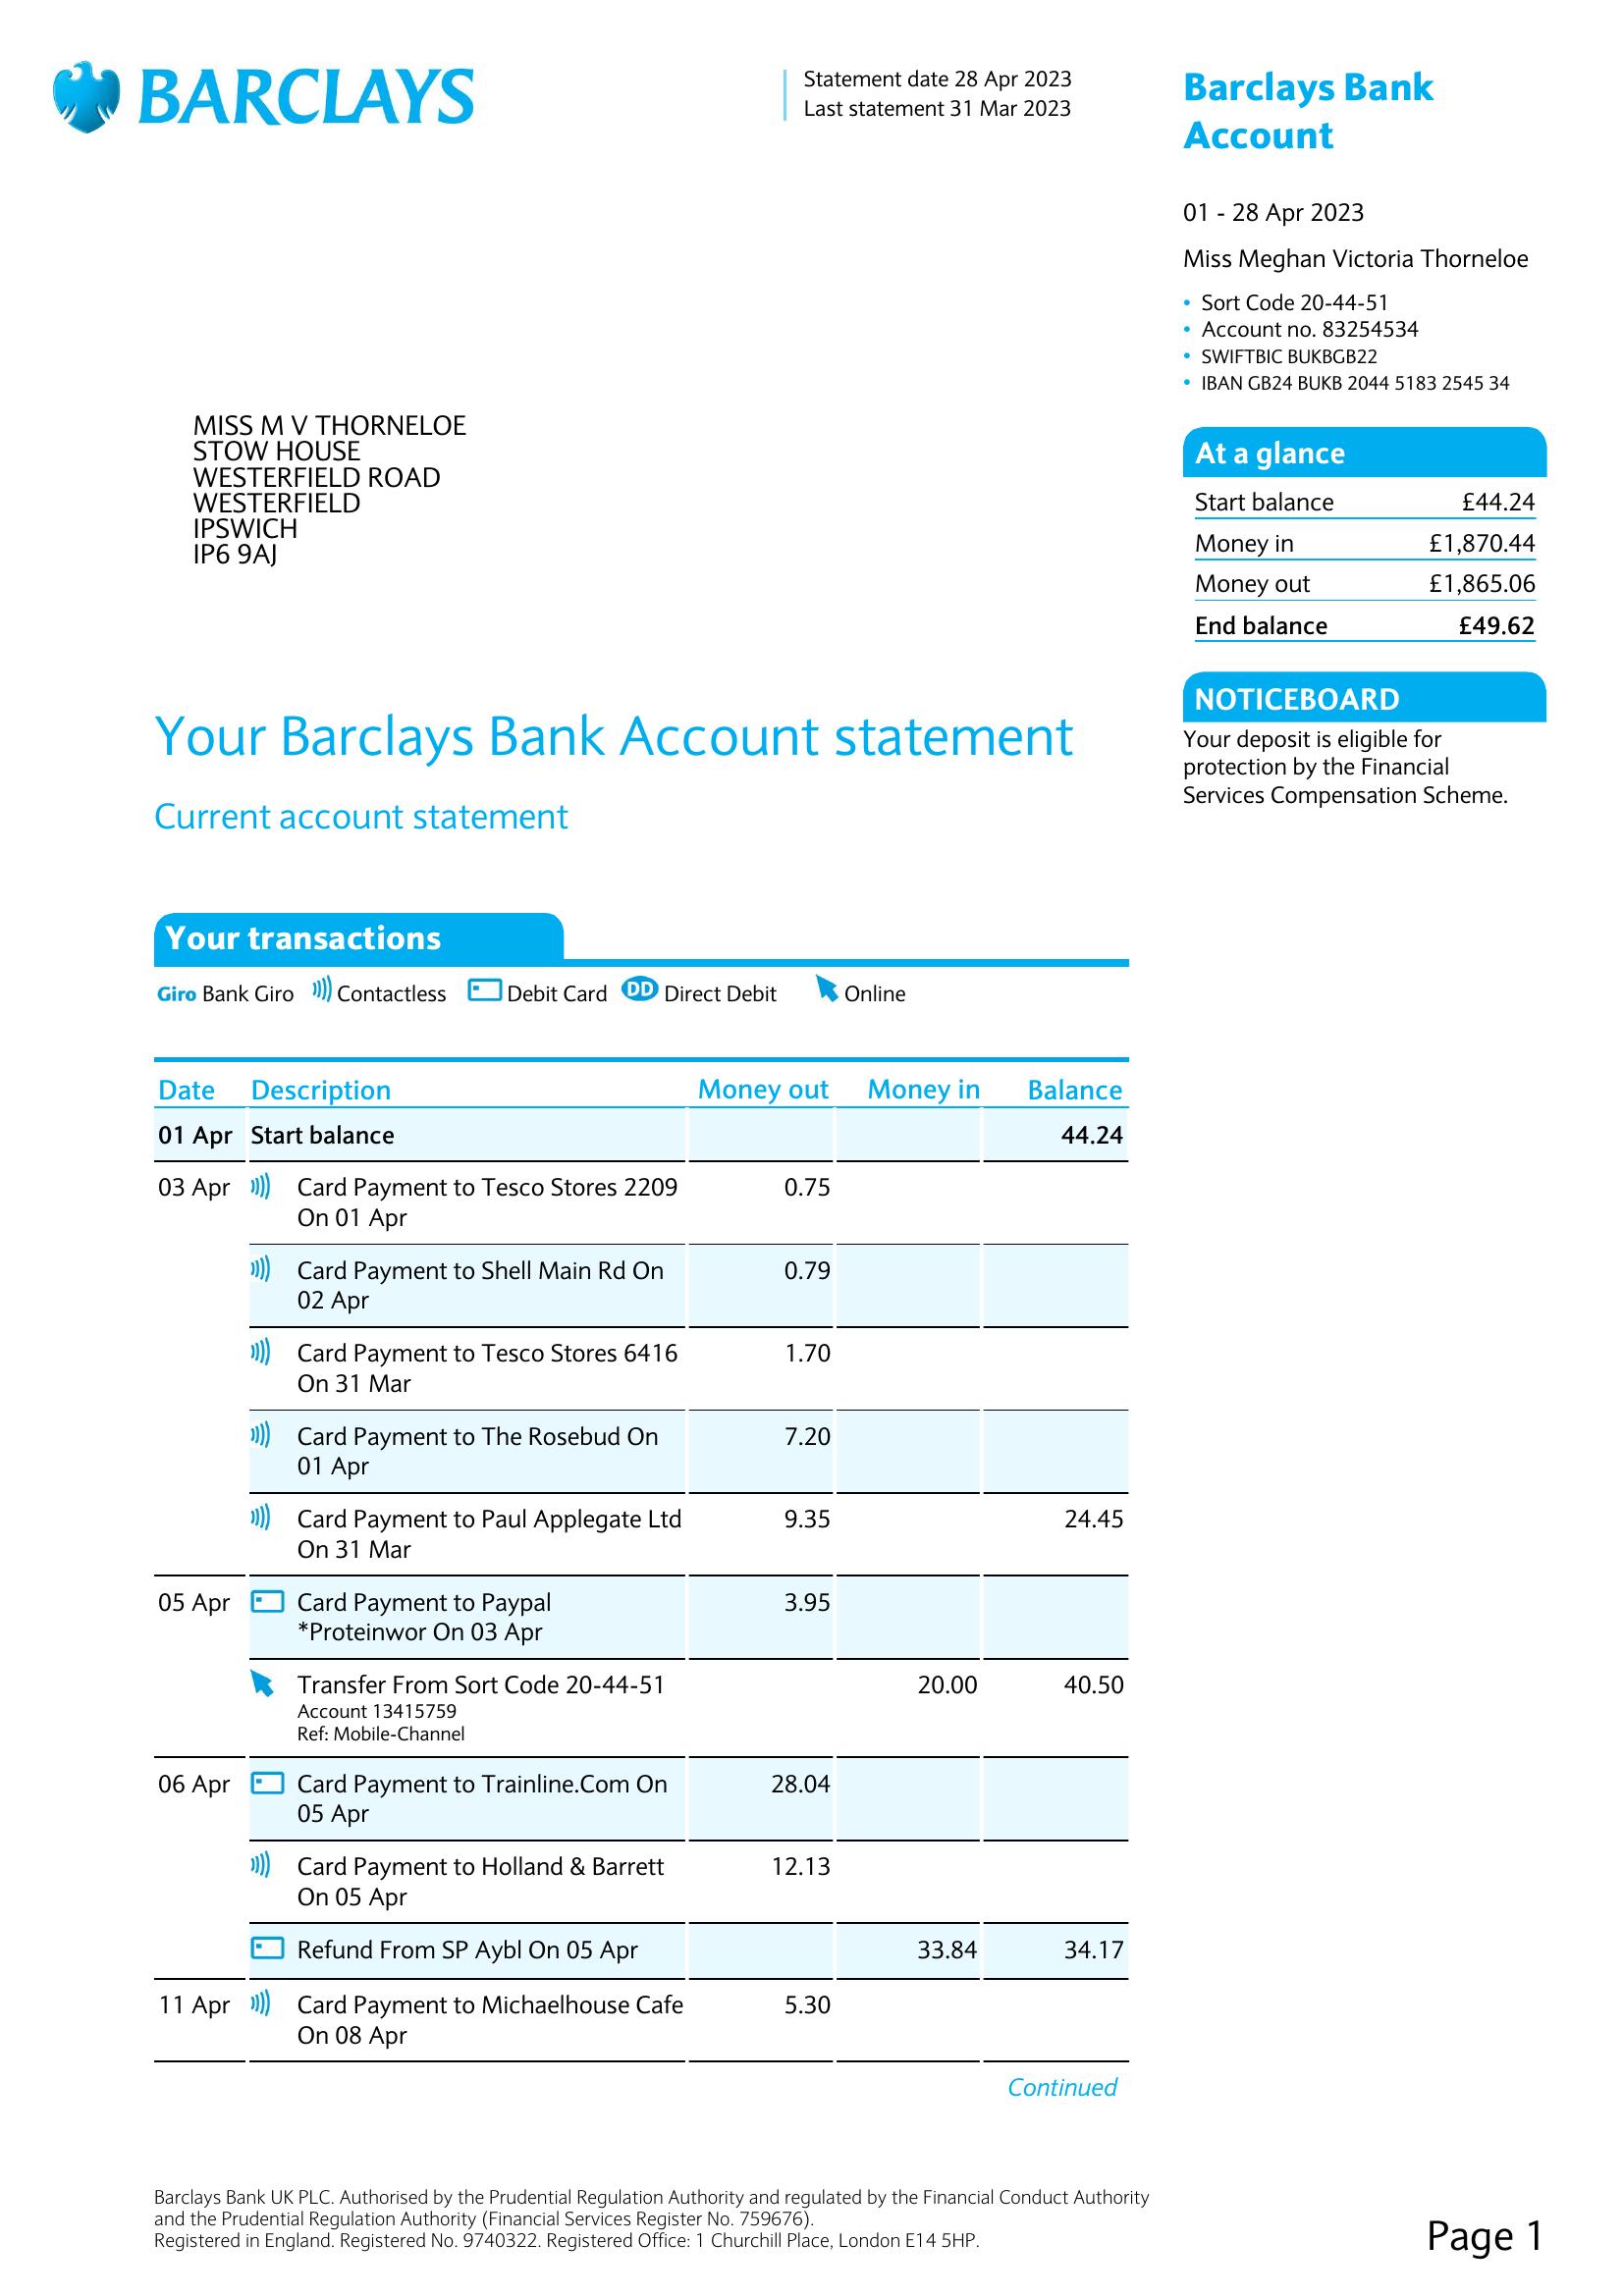 BARCLAYS
Statement date 28 Apr 2023
Last statement 31 Mar 2023
Barclays Bank
Account
01 - 28 Apr 2023
Miss Meghan Victoria Thorneloe
• Sort Code 20-44-51
• Account no. 83254534
• SWIFTBIC BUKBGB22
• IBAN GB24 BUKB 2044 5183 2545 34
MISS M V THORNELOE
STOW HOUSE
WESTERFIELD ROAD
WESTERFIELD
IPSWICH
IP6 9AJ
At a glance
Start balance £44.24
Money in £1,870.44
Money out £1,865.06
End balance £49.62
NOTICEBOARD
Your deposit is eligible for
protection by the Financial
Services Compensation Scheme.
Your Barclays Bank Account statement
Current account statement
Your transactions
Giro Bank Giro Contactless Debit Card DD Direct Debit Online
Date Description Money out Money in Balance
01 Apr Start balance 44.24
03 Apr Card Payment to Tesco Stores 2209 0.75
On 01 Apr
Card Payment to Shell Main Rd On 0.79
02 Apr
Card Payment to Tesco Stores 6416 1.70
On 31 Mar
Card Payment to The Rosebud On 7.20
01 Apr
Card Payment to Paul Applegate Ltd 9.35 24.45
On 31 Mar
05 Apr Card Payment to Paypal 3.95
*Proteinwor On 03 Apr
Transfer From Sort Code 20-44-51 20.00 40.50
Account 13415759
Ref: Mobile-Channel
06 Apr Card Payment to Trainline.Com On 28.04
05 Apr
Card Payment to Holland & Barrett 12.13
On 05 Apr
Refund From SP Aybl On 05 Apr 33.84 34.17
11 Apr Card Payment to Michaelhouse Cafe 5.30
On 08 Apr
Continued
Barclays Bank UK PLC. Authorised by the Prudential Regulation Authority and regulated by the Financial Conduct Authority
and the Prudential Regulation Authority (Financial Services Register No. 759676).
Registered in England. Registered No. 9740322. Registered Office: 1 Churchill Place, London E14 5HP.
Page 1